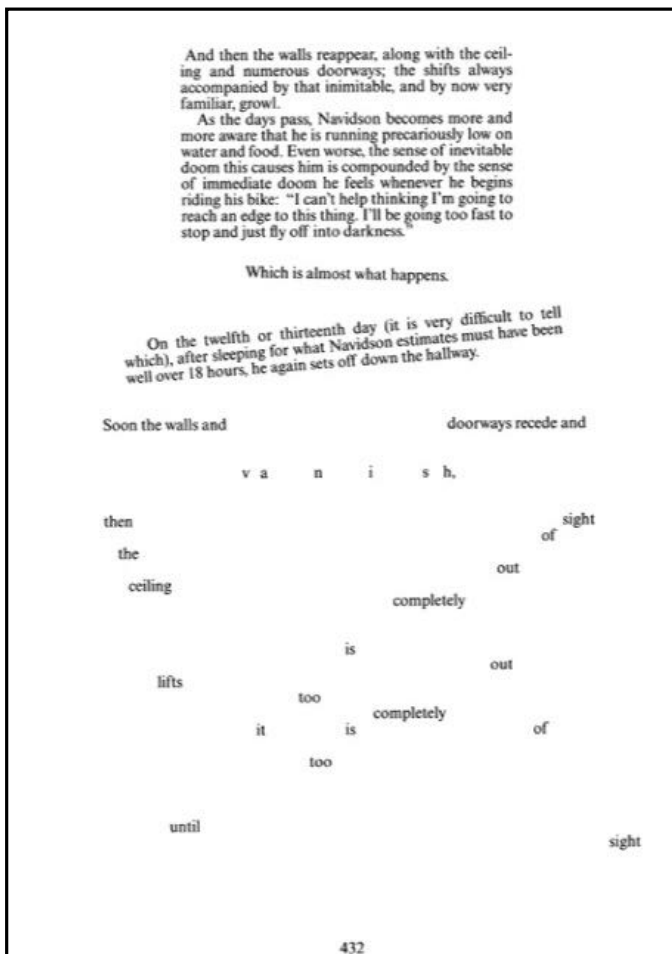 And then the walls reappear, along with the ceil-
ing and numerous doorways; the shifts always
accompanied by that inimitable, and by now very
familiar, growl.
As the days pass, Navidson becomes more and
more aware that he is running precariously low on
water and food. Even worse, the sense of inevitable
doom this causes him is compounded by the sense
of immediate doom he feels whenever he begins
riding his bike: “I can't help thinking I'm going to
reach an edge to this thing. I'll be going too fast to
stop and just fly off into darkness.”
Which is almost what happens.
On the twelfth or thirteenth day (it is very difficult to tell
which), after sleeping for what Navidson estimates must have been
well over 18 hours, he again sets off down the hallway.
Soon the walls and doorways recede and
v a n i s h,
then sight
of
the
out
ceiling
completely
is
out
lifts
too
completely
it is of
too
until
sight
432